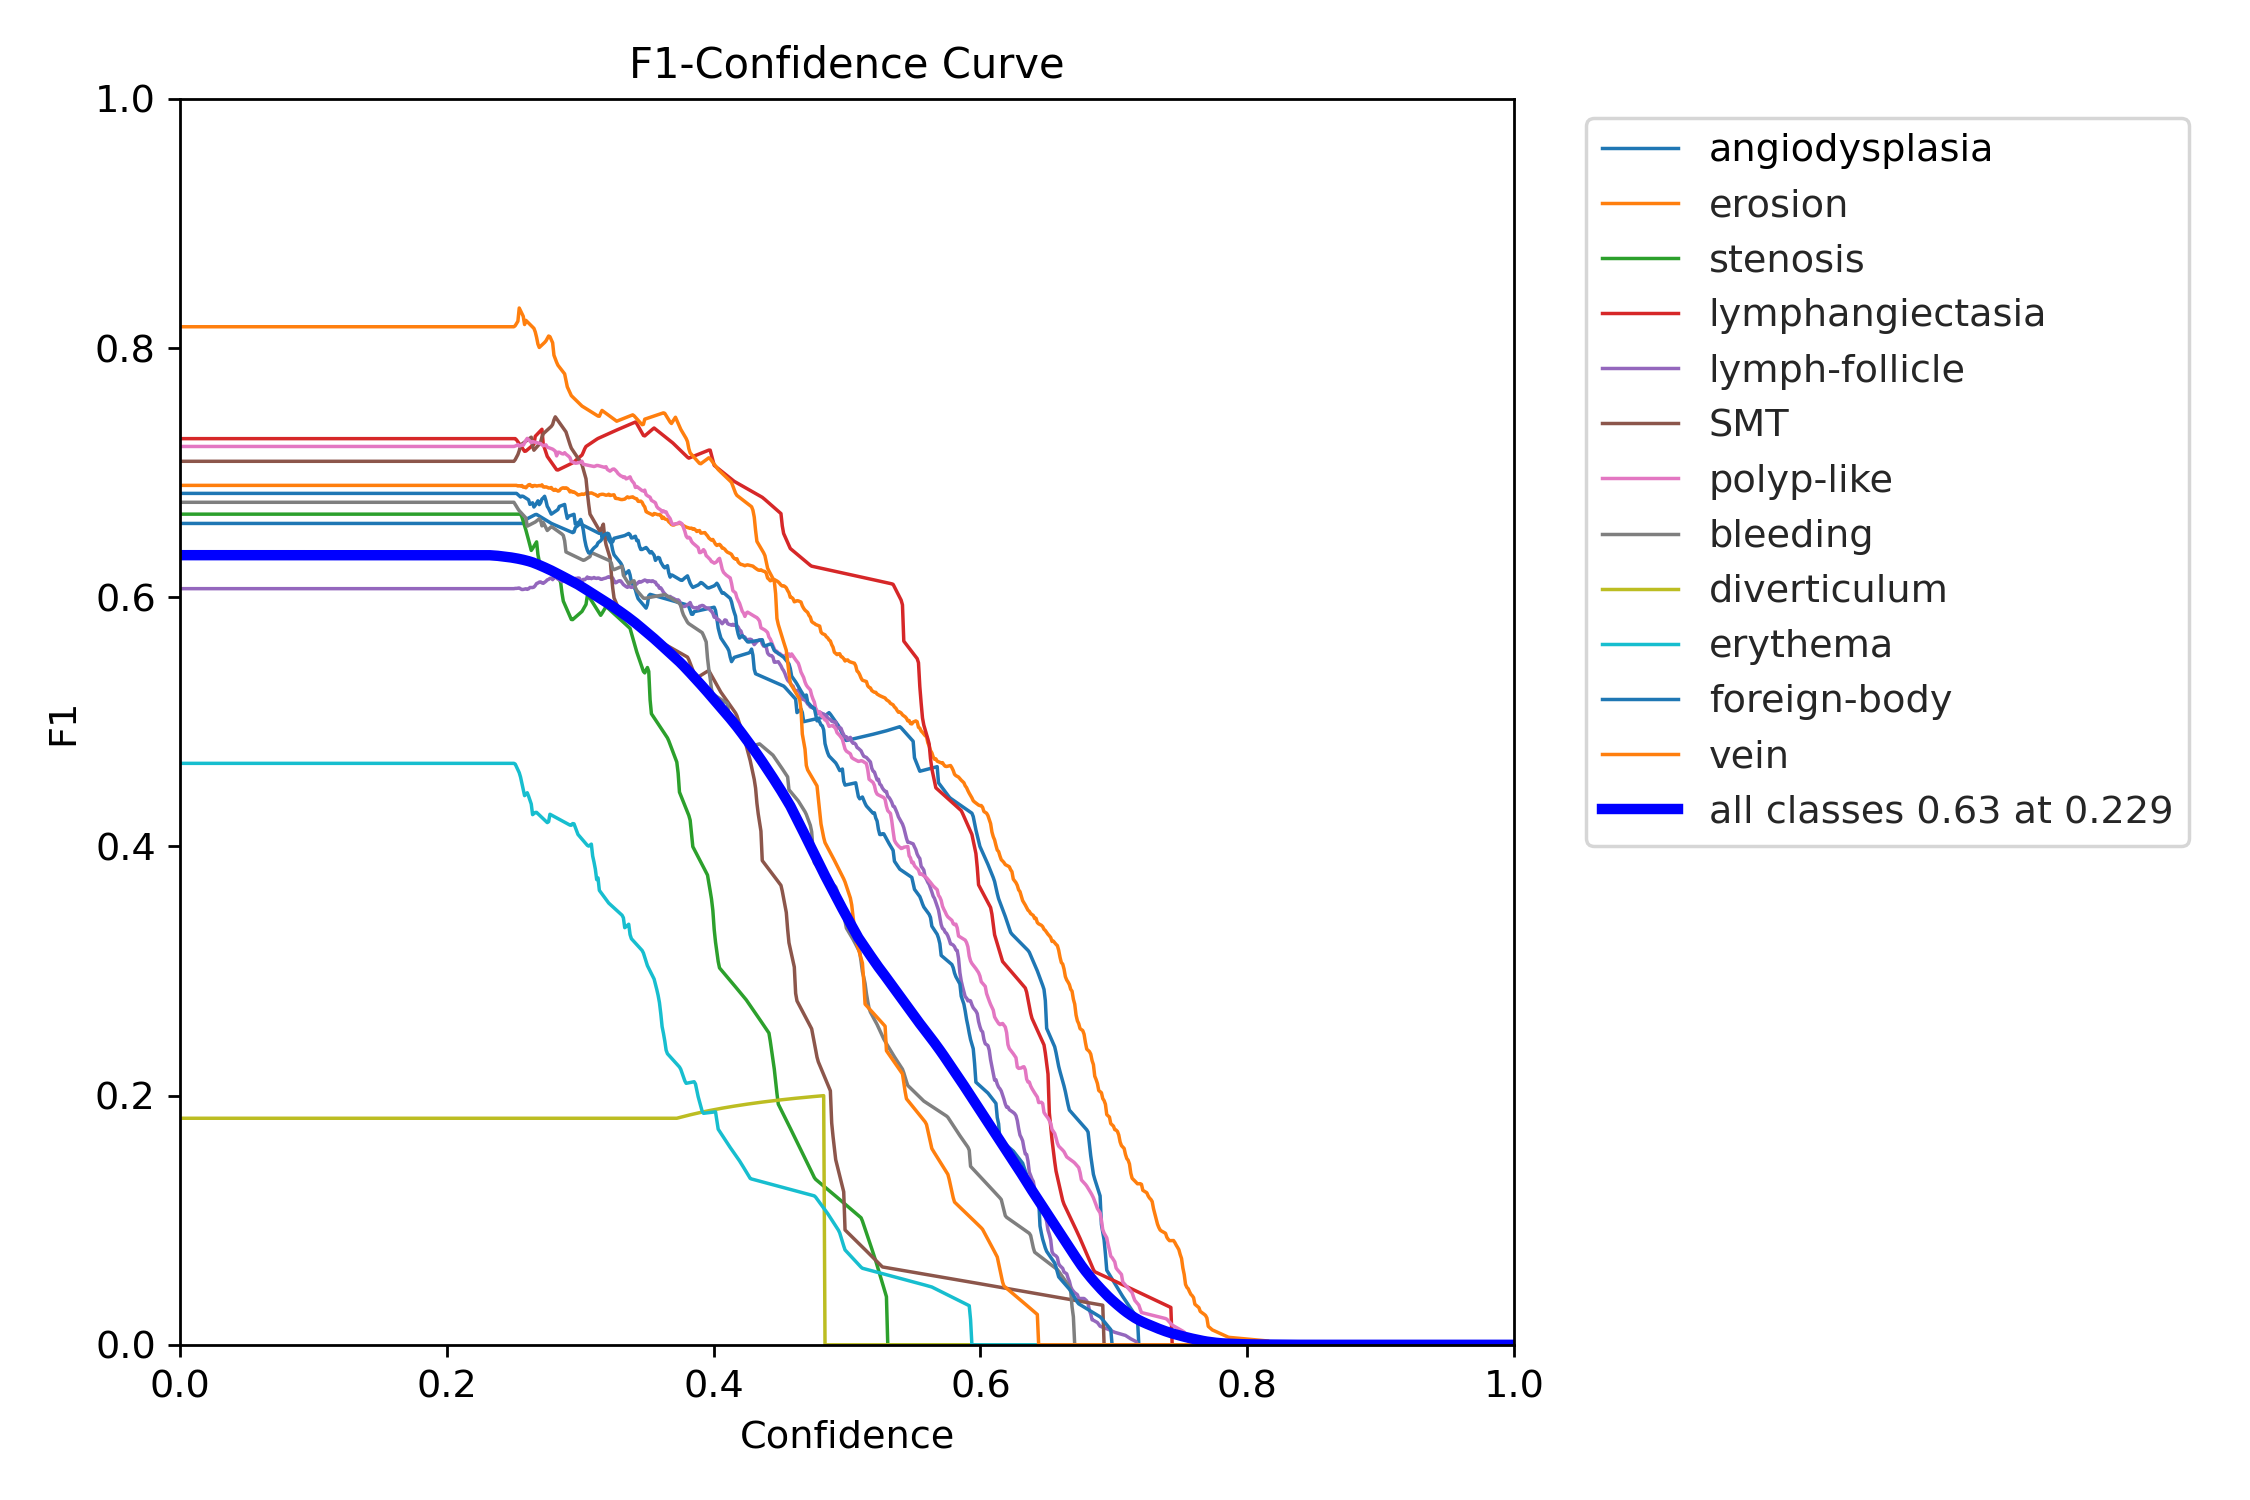 F1-Confidence Curve
1.0
0.8
0.6
0.4
0.2
0.0
F1
0.0 0.2 0.4 0.6 0.8 1.0
Confidence
angiodysplasia
erosion
stenosis
lymphangiectasia
lymph-follicle
SMT
polyp-like
bleeding
diverticulum
erythema
foreign-body
vein
all classes 0.63 at 0.229